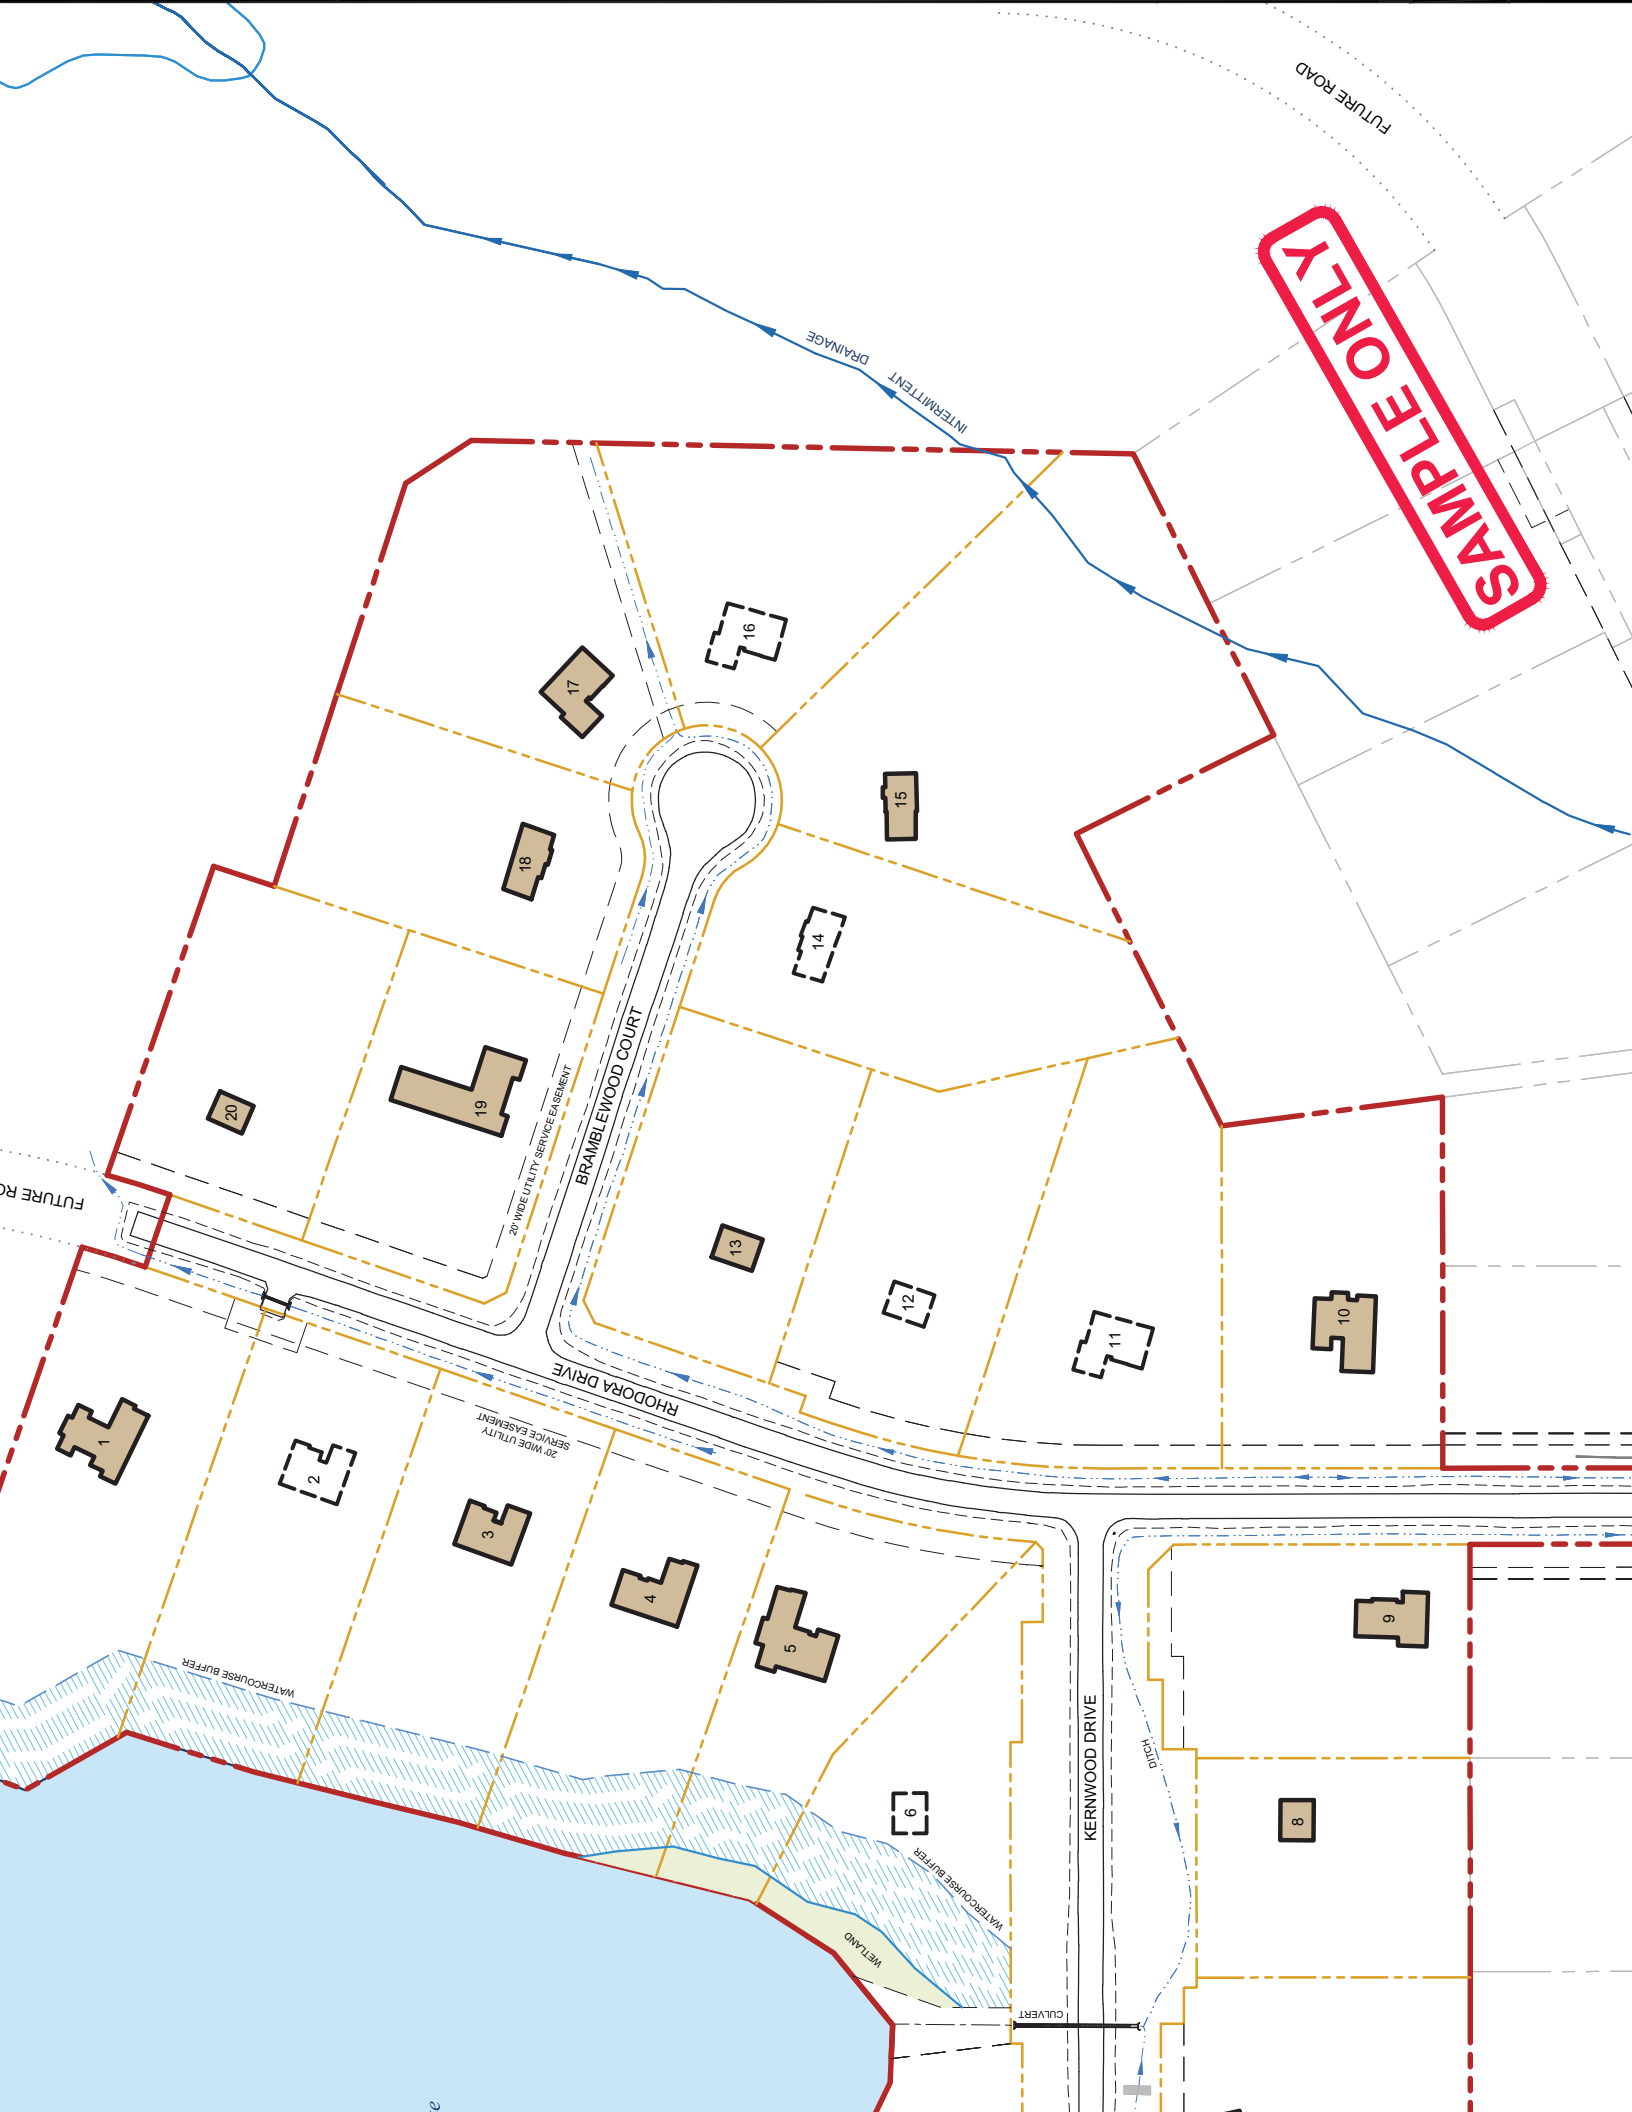 FUTURE ROAD
SAMPLE ONLY
DRAINAGE
INTERMITTENT
16
17
15
18
14
20
19
20' WIDE UTILITY SERVICE EASEMENT
BRAMBLEWOOD COURT
FUTURE RO
13
12
11
10
RHODORA DRIVE
20' WIDE UTILITY
SERVICE EASEMENT
1
2
3
4
5
9
WATERCOURSE BUFFER
KERNWOOD DRIVE
DITCH
6
8
WATERCOURSE BUFFER
WETLAND
CULVERT
e